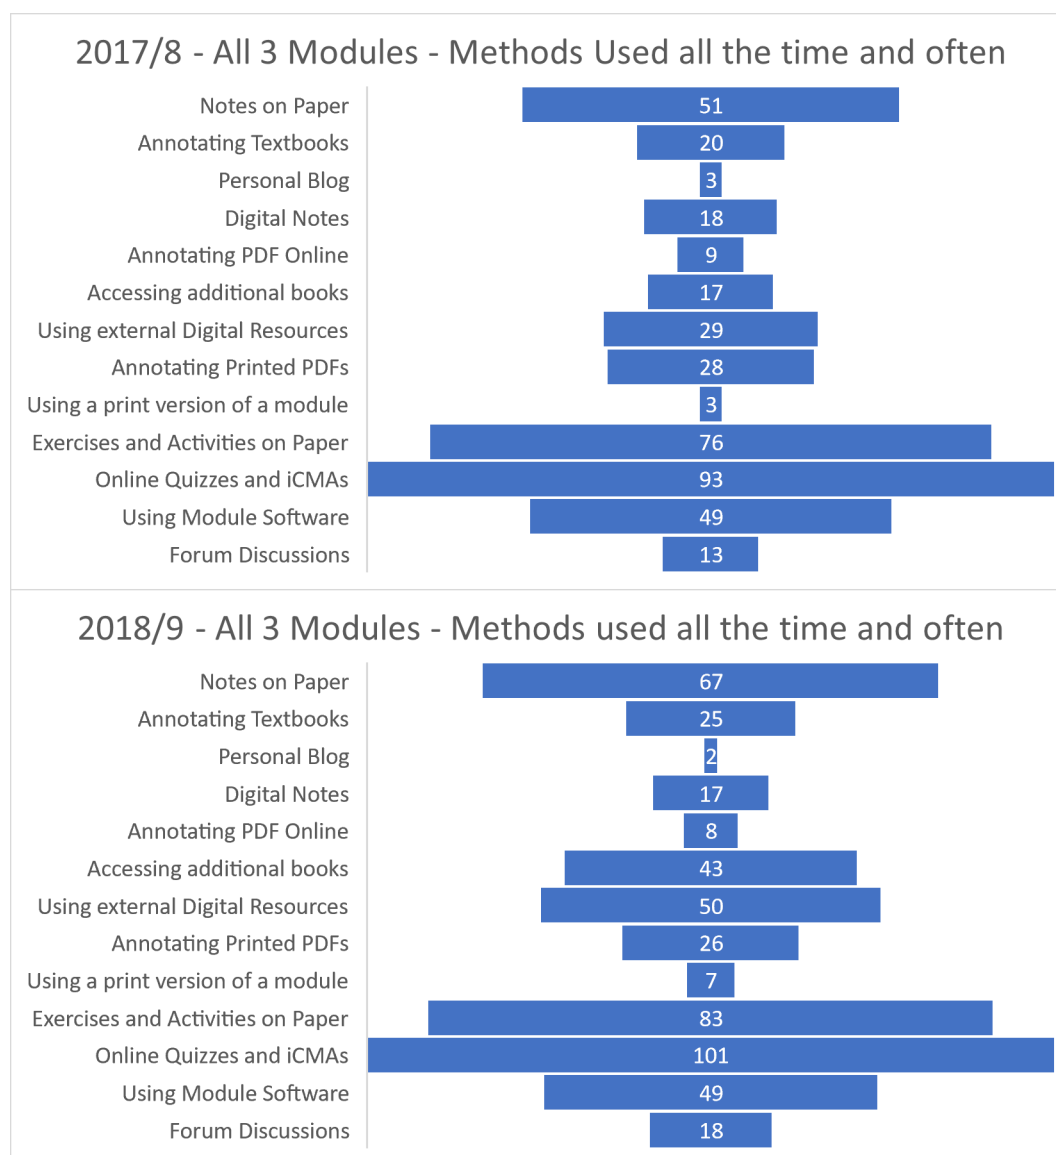 2017/8 - All 3 Modules - Methods Used all the time and often
Notes on Paper 51
Annotating Textbooks 20
Personal Blog 3
Digital Notes 18
Annotating PDF Online 9
Accessing additional books 17
Using external Digital Resources 29
Annotating Printed PDFs 28
Using a print version of a module 3
Exercises and Activities on Paper 76
Online Quizzes and iCMAs 93
Using Module Software 49
Forum Discussions 13
2018/9 - All 3 Modules - Methods used all the time and often
Notes on Paper 67
Annotating Textbooks 25
Personal Blog 2
Digital Notes 17
Annotating PDF Online 8
Accessing additional books 43
Using external Digital Resources 50
Annotating Printed PDFs 26
Using a print version of a module 7
Exercises and Activities on Paper 83
Online Quizzes and iCMAs 101
Using Module Software 49
Forum Discussions 18